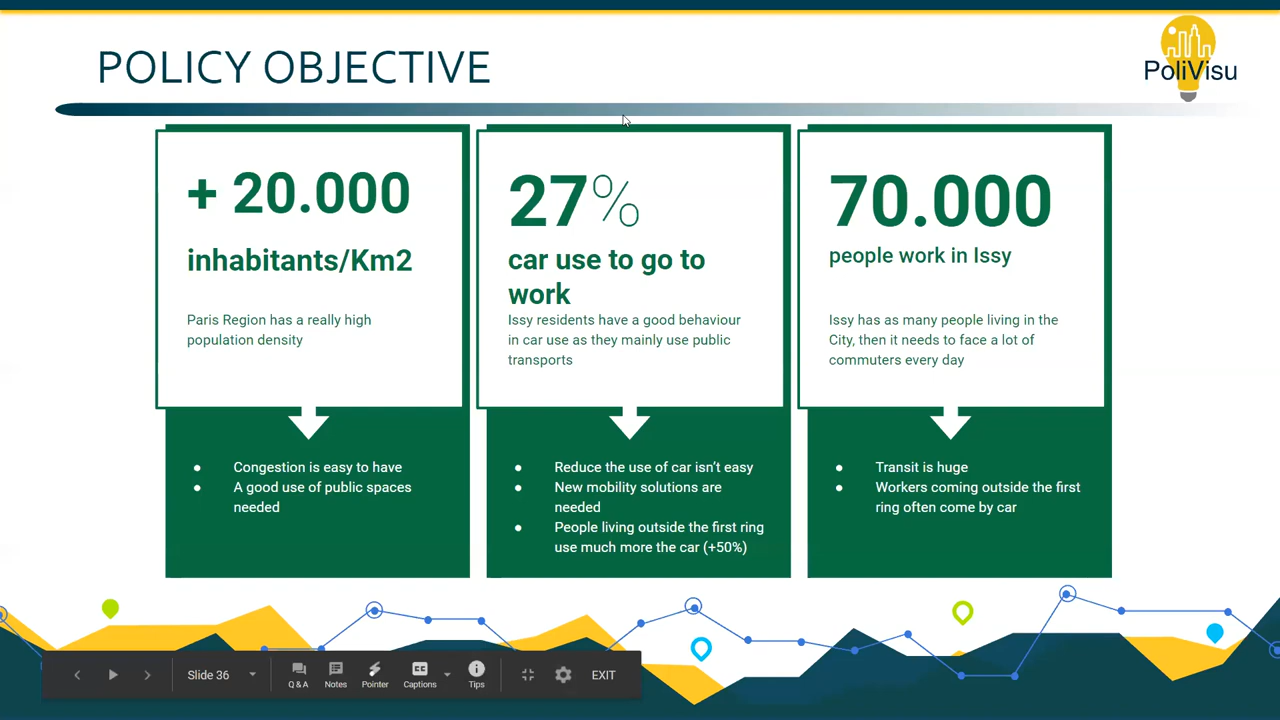 POLICY OBJECTIVE
PoliVisu
+ 20.000
inhabitants/Km2
Paris Region has a really high
population density
● Congestion is easy to have
● A good use of public spaces
needed
27%
car use to go to
work
Issy residents have a good behaviour
in car use as they mainly use public
transports
● Reduce the use of car isn't easy
● New mobility solutions are
needed
● People living outside the first ring
use much more the car (+50%)
70.000
people work in Issy
Issy has as many people living in the
City, then it needs to face a lot of
commuters every day
● Transit is huge
● Workers coming outside the first
ring often come by car
Slide 36
Q & A
Notes
Pointer
CC
Captions
Tips
EXIT